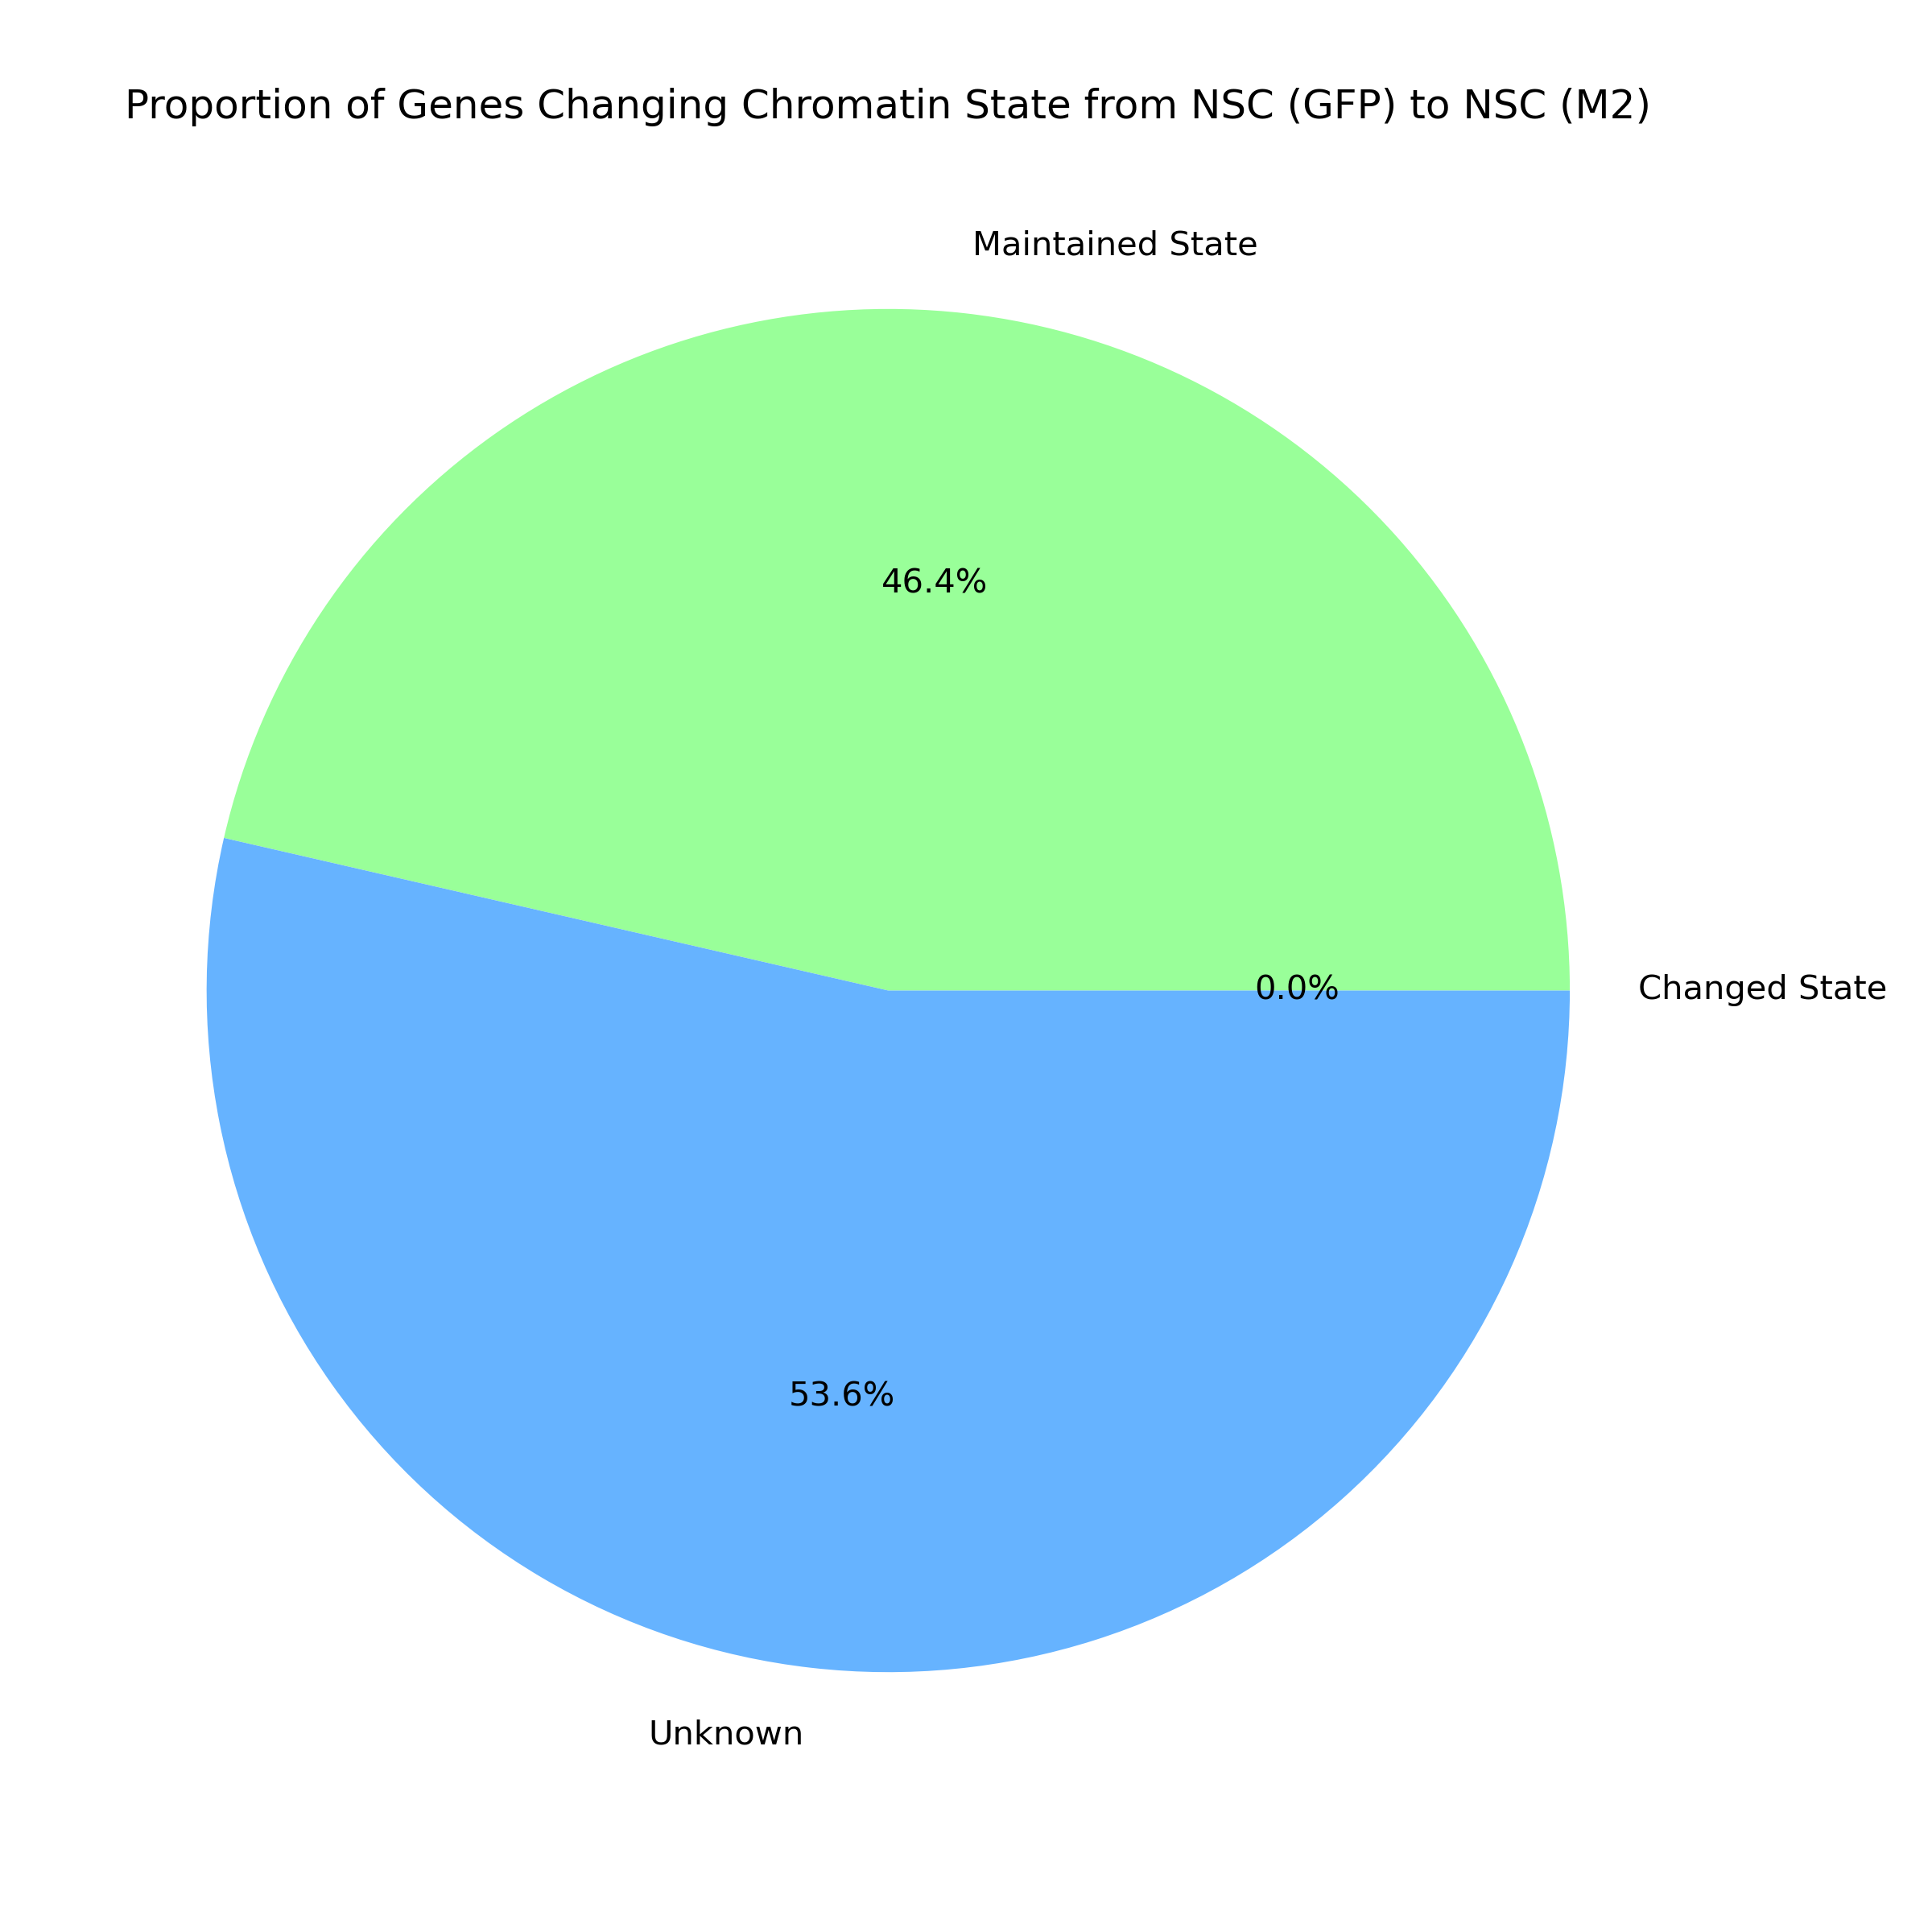 Proportion of Genes Changing Chromatin State from NSC (GFP) to NSC (M2)
Maintained State
46.4%
0.0%
Changed State
53.6%
Unknown